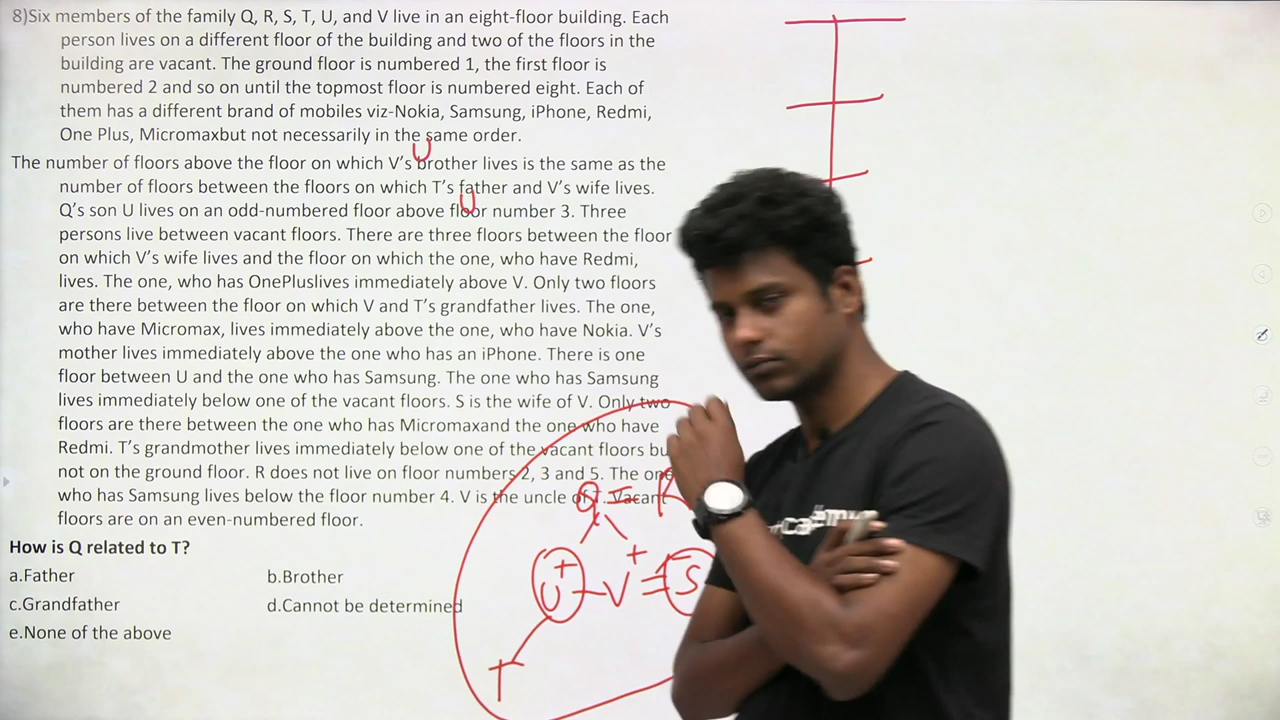 8)Six members of the family Q, R, S, T, U, and V live in an eight-floor building. Each
person lives on a different floor of the building and two of the floors in the
building are vacant. The ground floor is numbered 1, the first floor is
numbered 2 and so on until the topmost floor is numbered eight. Each of
them has a different brand of mobiles viz-Nokia, Samsung, iPhone, Redmi,
One Plus, Micromaxbut not necessarily in the same order.
U
The number of floors above the floor on which V's brother lives is the same as the
number of floors between the floors on which T's father and V's wife lives.
U
Q's son U lives on an odd-numbered floor above floor number 3. Three
persons live between vacant floors. There are three floors between the floor
on which V's wife lives and the floor on which the one, who have Redmi,
lives. The one, who has OnePluslives immediately above V. Only two floors
are there between the floor on which V and T's grandfather lives. The one,
who have Micromax, lives immediately above the one, who have Nokia. V's
mother lives immediately above the one who has an iPhone. There is one
floor between U and the one who has Samsung. The one who has Samsung
lives immediately below one of the vacant floors. S is the wife of V. Only two
floors are there between the one who has Micromaxand the one who have
Redmi. T's grandmother lives immediately below one of the vacant floors bu
not on the ground floor. R does not live on floor numbers 2, 3 and 5. The one
who has Samsung lives below the floor number 4. V is the uncle of T. Vacant
floors are on an even-numbered floor.
Q = R
U + – V + = S –
T
How is Q related to T?
a.Father b.Brother
c.Grandfather d.Cannot be determined
e.None of the above